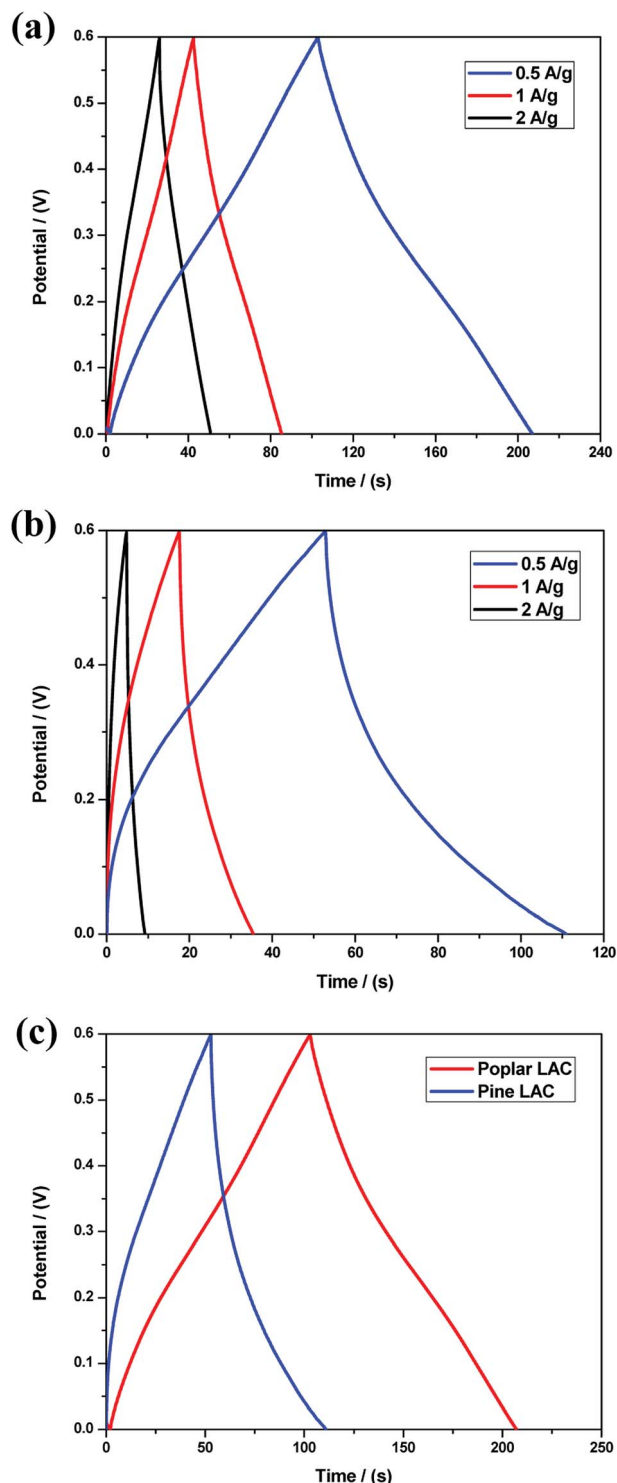 (a)
0.6
0.5
0.4
0.3
0.2
0.1
0.0
Potential / (V)
0.5 A/g
1 A/g
2 A/g
0 40 80 120 160 200 240
Time / (s)
(b)
0.6
0.4
0.2
0.0
Potential / (V)
0.5 A/g
1 A/g
2 A/g
0 20 40 60 80 100 120
Time / (s)
(c)
0.6
0.5
0.4
0.3
0.2
0.1
0.0
Potential / (V)
Poplar LAC
Pine LAC
0 50 100 150 200 250
Time / (s)